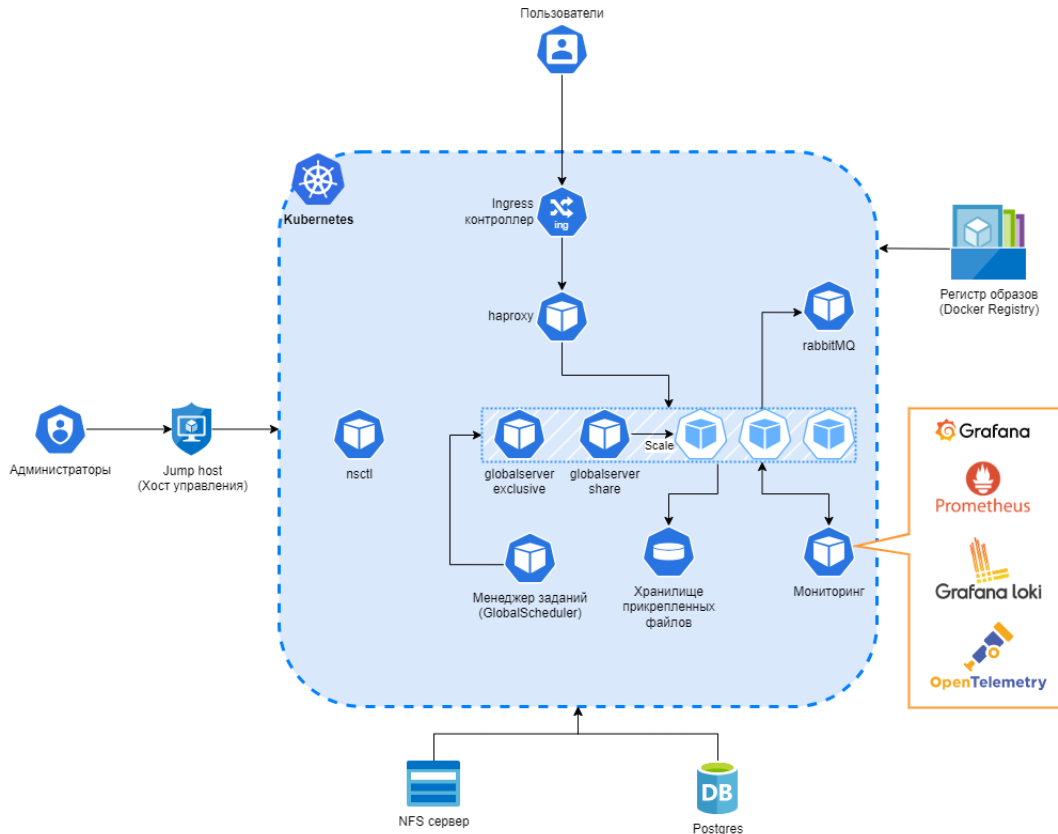 Пользователи
Kubernetes
Ingress
контроллер
ing
haproxy
rabbitMQ
Регистр образов
(Docker Registry)
Администраторы
Jump host
(Хост управления)
nsctl
globalserver
exclusive
globalserver
share
Scale
Менеджер заданий
(GlobalScheduler)
Хранилище
прикрепленных
файлов
Мониторинг
Grafana
Prometheus
Grafana loki
OpenTelemetry
NFS сервер
DB
Postgres